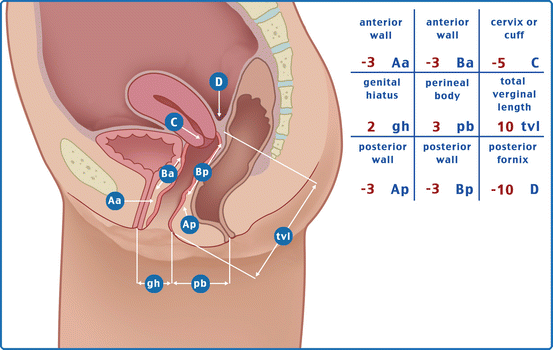 anterior wall
-3 Aa
anterior wall
-3 Ba
cervix or cuff
-5 C
genital hiatus
2 gh
perineal body
3 pb
total verginal length
10 tvl
posterior wall
-3 Ap
posterior wall
-3 Bp
posterior fornix
-10 D
D
C
Bp
Ba
Aa
Ap
tvl
gh
pb